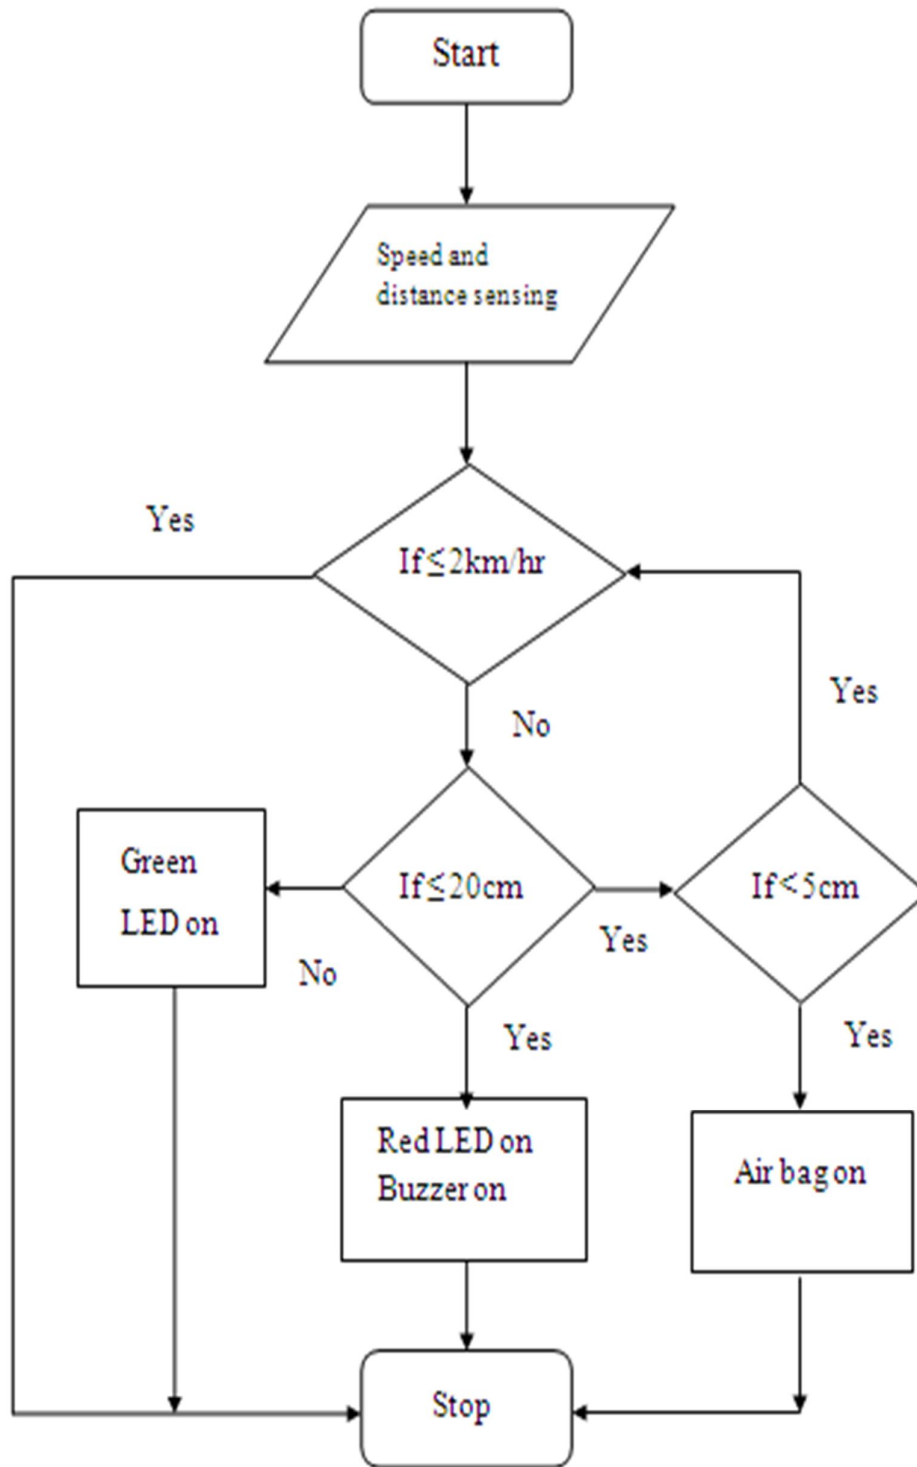 Start
Speed and
distance sensing
Yes
If≤2km/hr
Yes
No
Green
LED on
If≤20cm
If<5cm
Yes
No
Yes
Yes
Red LED on
Buzzer on
Air bag on
Stop